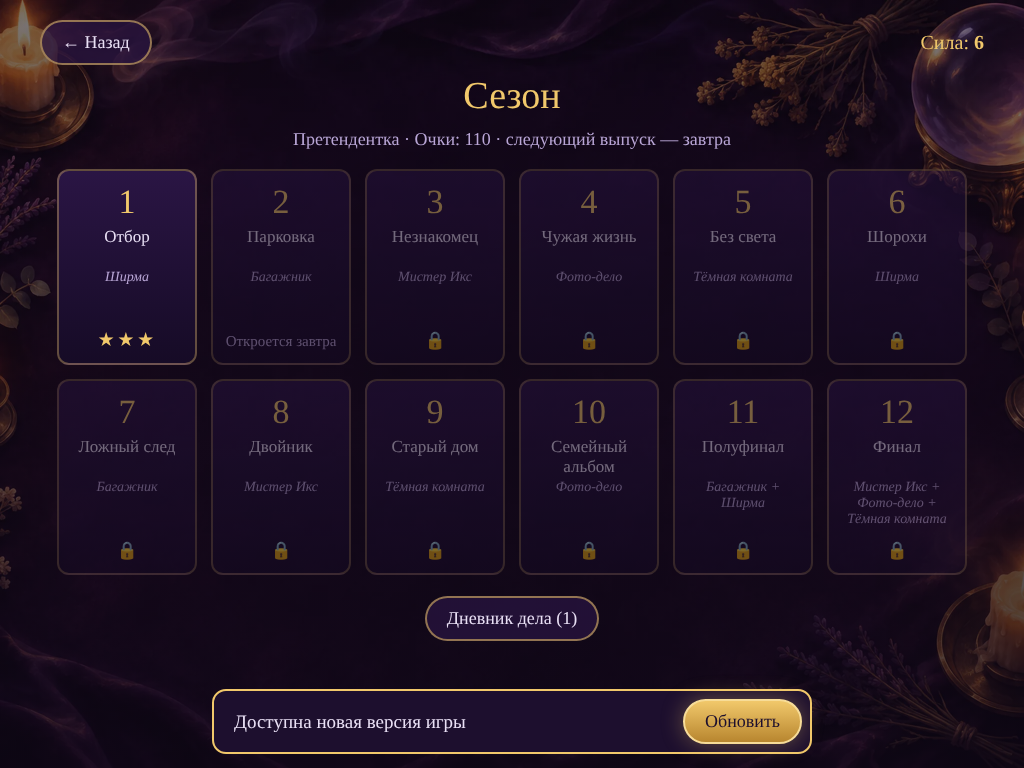 ← Назад
Сила: 6
Сезон
Претендентка · Очки: 110 · следующий выпуск — завтра
1
Отбор
Ширма
★★★
2
Парковка
Багажник
Откроется завтра
3
Незнакомец
Мистер Икс
4
Чужая жизнь
Фото-дело
5
Без света
Тёмная комната
6
Шорохи
Ширма
7
Ложный след
Багажник
8
Двойник
Мистер Икс
9
Старый дом
Тёмная комната
10
Семейный
альбом
Фото-дело
11
Полуфинал
Багажник +
Ширма
12
Финал
Мистер Икс +
Фото-дело +
Тёмная комната
Дневник дела (1)
Доступна новая версия игры
Обновить